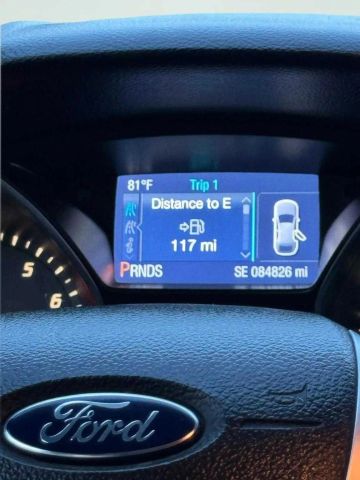 81°F Trip 1
Distance to E
117 mi
PRNDS SE 084826 mi
5
6
Ford